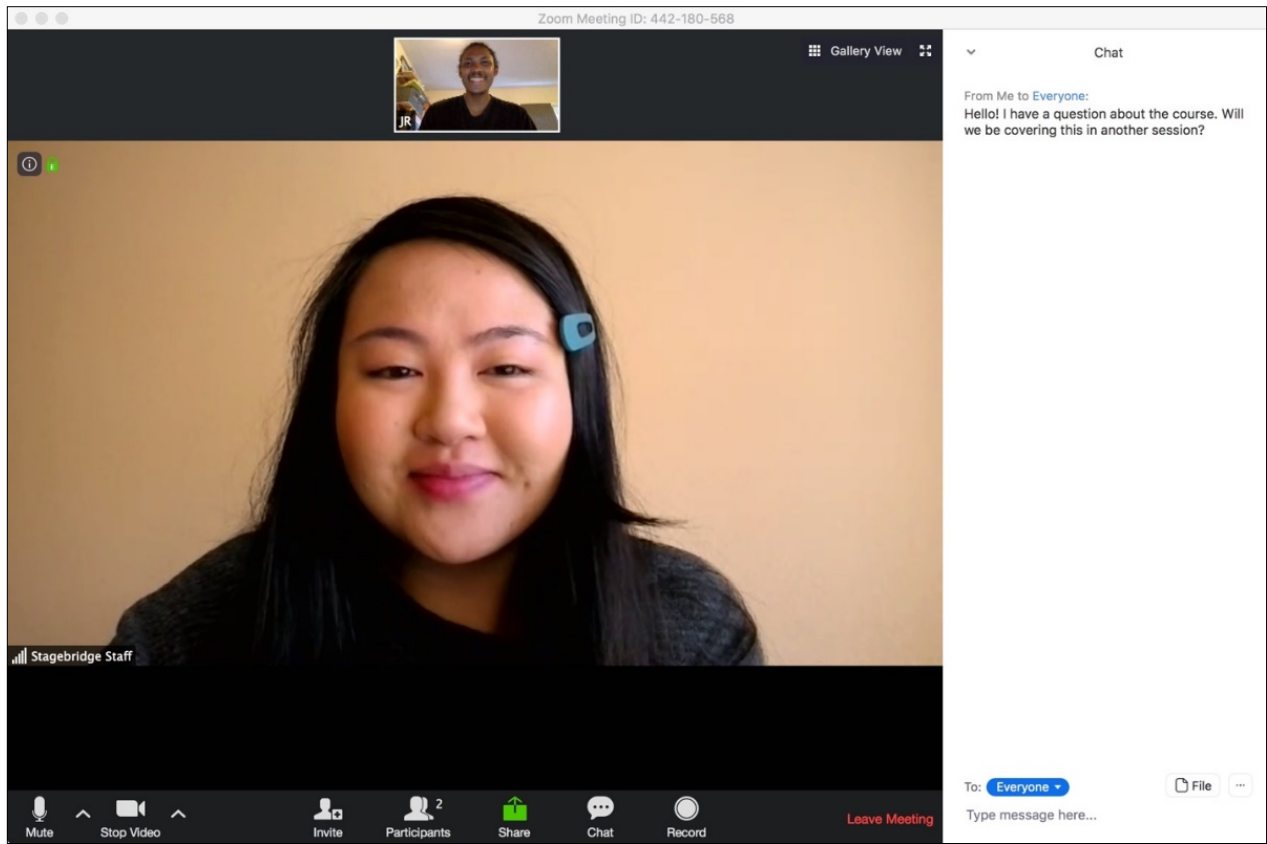 Zoom Meeting ID: 442-180-568
Gallery View
JR
Stagebridge Staff
Mute
Stop Video
Invite
Participants
2
Share
Chat
Record
Leave Meeting
Chat
From Me to Everyone:
Hello! I have a question about the course. Will
we be covering this in another session?
To: Everyone
File
Type message here...